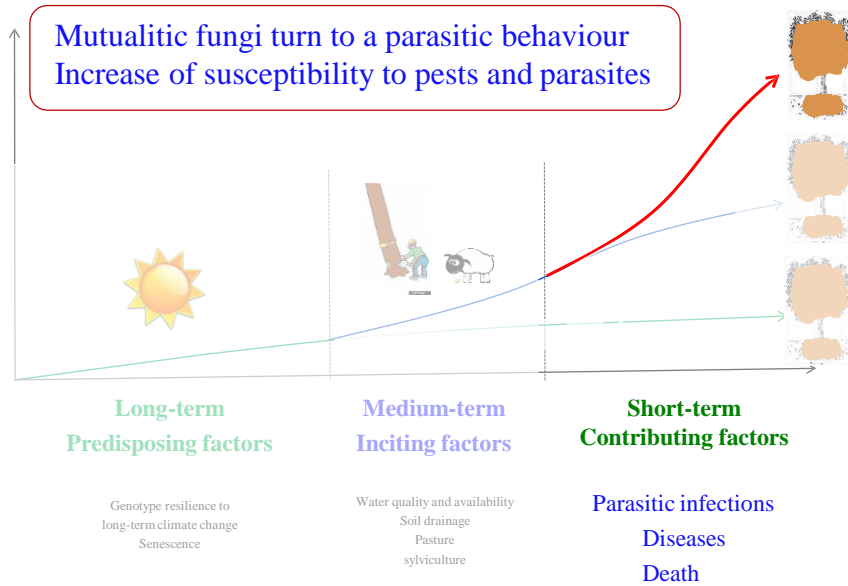 Mutualitic fungi turn to a parasitic behaviour
Increase of susceptibility to pests and parasites
Long-term
Predisposing factors
Medium-term
Inciting factors
Short-term
Contributing factors
Genotype resilience to
long-term climate change
Senescence
Water quality and availability
Soil drainage
Pasture
sylviculture
Parasitic infections
Diseases
Death